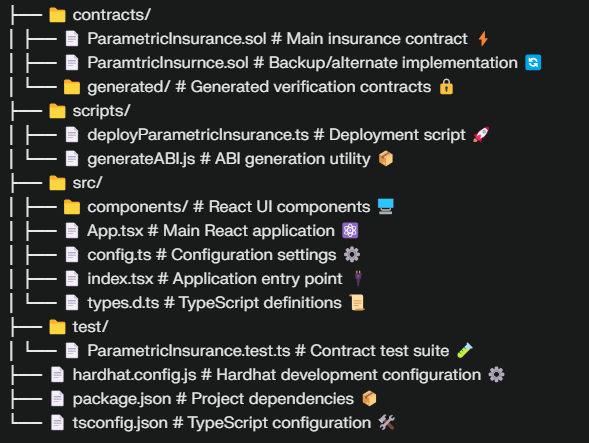 ├── 📁 contracts/
│ ├── 📄 ParametricInsurance.sol # Main insurance contract ⚡
│ ├── 📄 ParamtricInsurnce.sol # Backup/alternate implementation 🔄
│ └── 📁 generated/ # Generated verification contracts 🔒
├── 📁 scripts/
│ ├── 📄 deployParametricInsurance.ts # Deployment script 🚀
│ └── 📄 generateABI.js # ABI generation utility 📦
├── 📁 src/
│ ├── 📁 components/ # React UI components 🖥️
│ ├── 📄 App.tsx # Main React application ⚛️
│ ├── 📄 config.ts # Configuration settings ⚙️
│ ├── 📄 index.tsx # Application entry point 🔌
│ └── 📄 types.d.ts # TypeScript definitions 📜
├── 📁 test/
│ └── 📄 ParametricInsurance.test.ts # Contract test suite 🧪
├── 📄 hardhat.config.js # Hardhat development configuration ⚙️
├── 📄 package.json # Project dependencies 📦
└── 📄 tsconfig.json # TypeScript configuration 🛠️